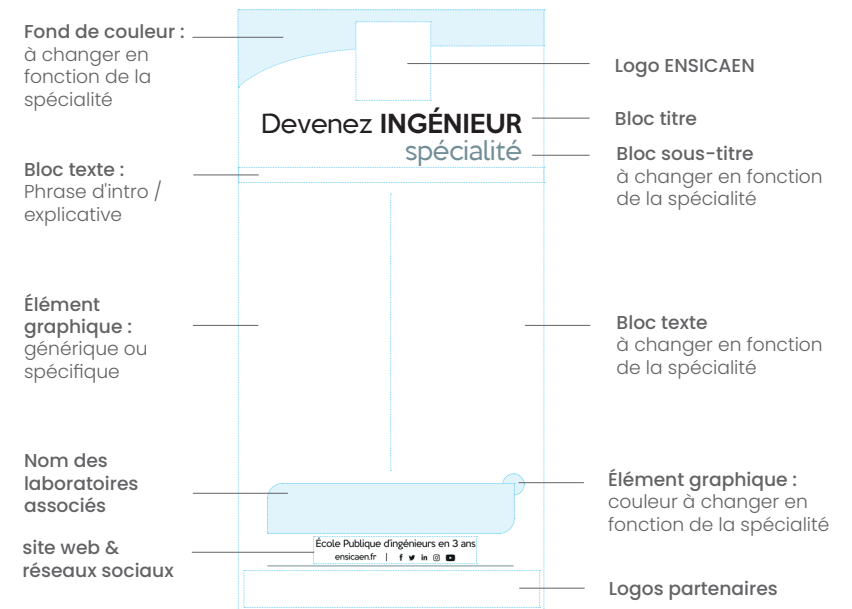 Fond de couleur :
à changer en
fonction de la
spécialité
Logo ENSICAEN
Devenez INGÉNIEUR
spécialité
Bloc titre
Bloc sous-titre
à changer en fonction
de la spécialité
Bloc texte :
Phrase d'intro /
explicative
Élément
graphique :
générique ou
spécifique
Bloc texte
à changer en fonction
de la spécialité
Nom des
laboratoires
associés
Élément graphique :
couleur à changer en
fonction de la spécialité
site web &
réseaux sociaux
École Publique d'ingénieurs en 3 ans
ensicaen.fr |
Logos partenaires